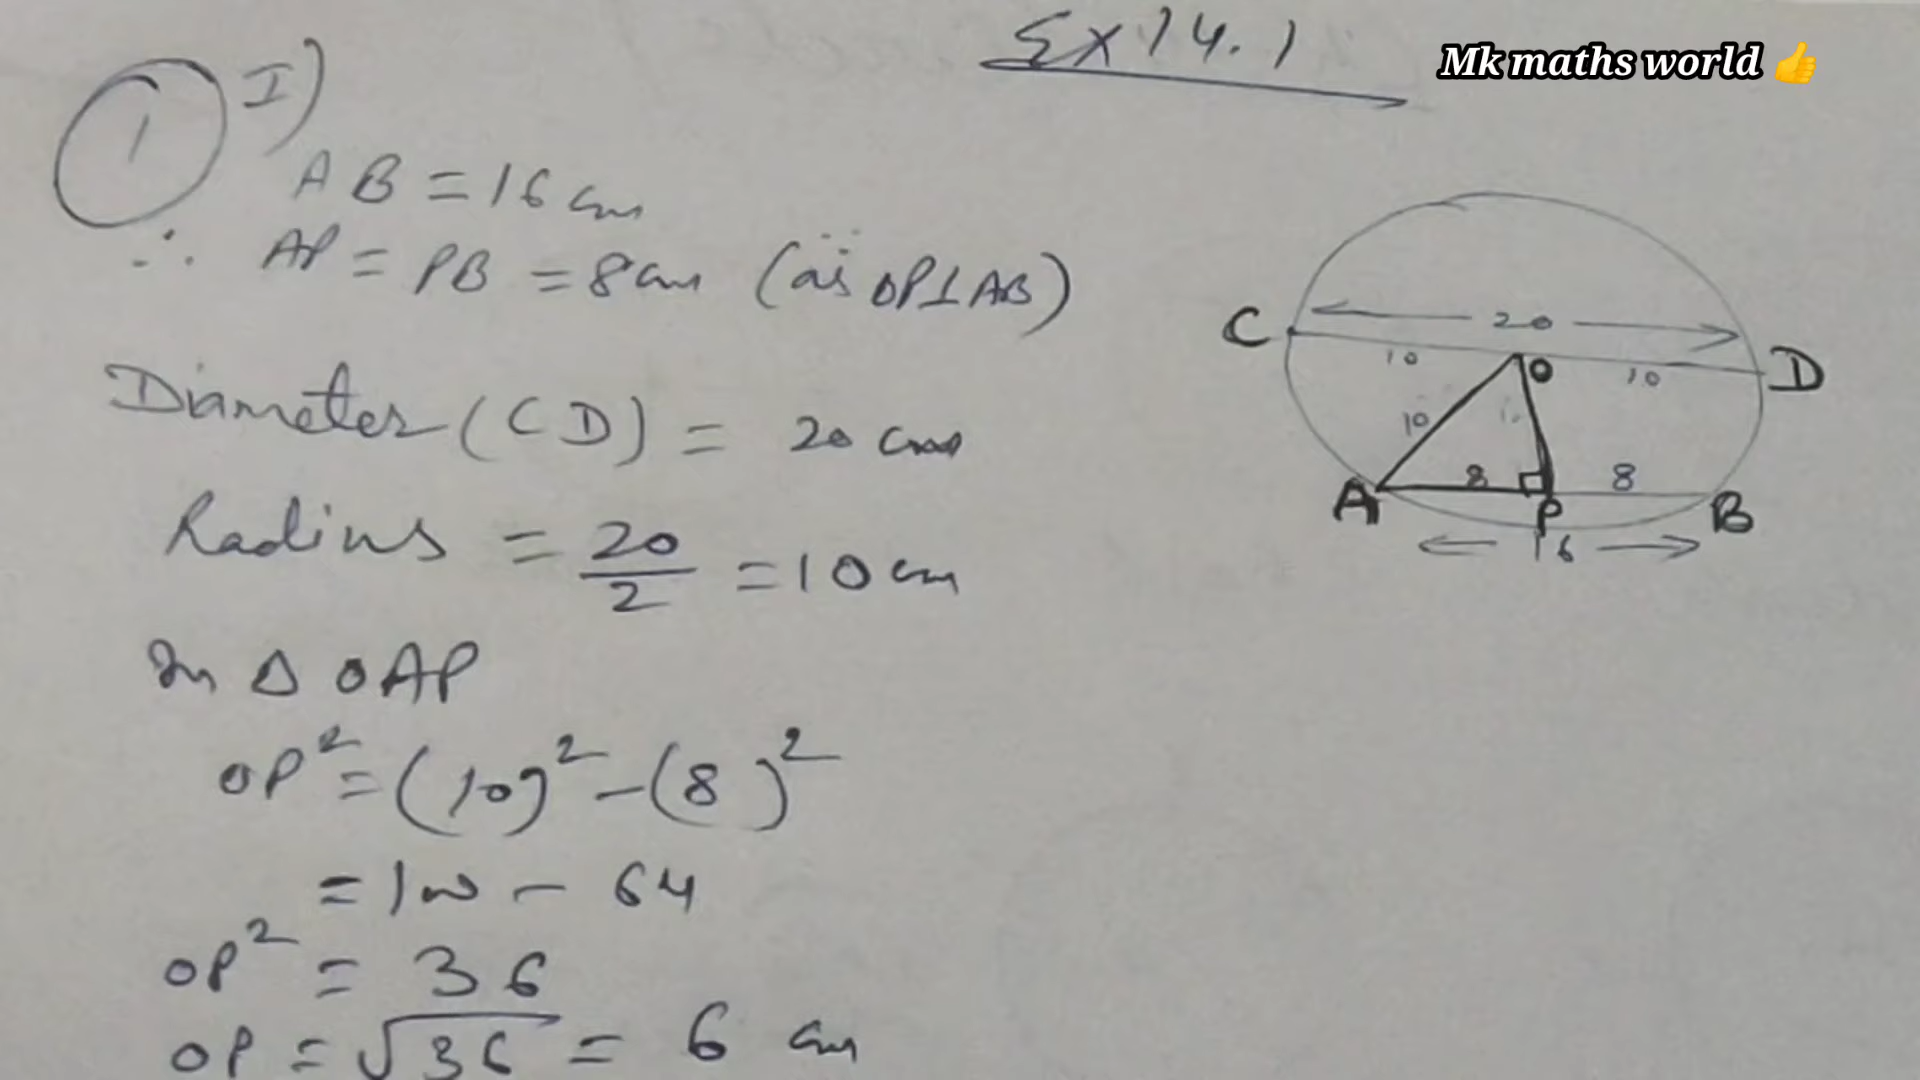 Ex 14.1
Mk maths world 👍
① I)
AB = 16 cm
∴ AP = PB = 8 cm (as OP⊥AB)
Diameter (CD) = 20 cm
Radius = 20/2 = 10 cm
In Δ OAP
OP² = (10)² - (8)²
= 100 - 64
OP² = 36
OP = √36 = 6 cm
C 20 D
10 O 10
10
8 8
A P B
16